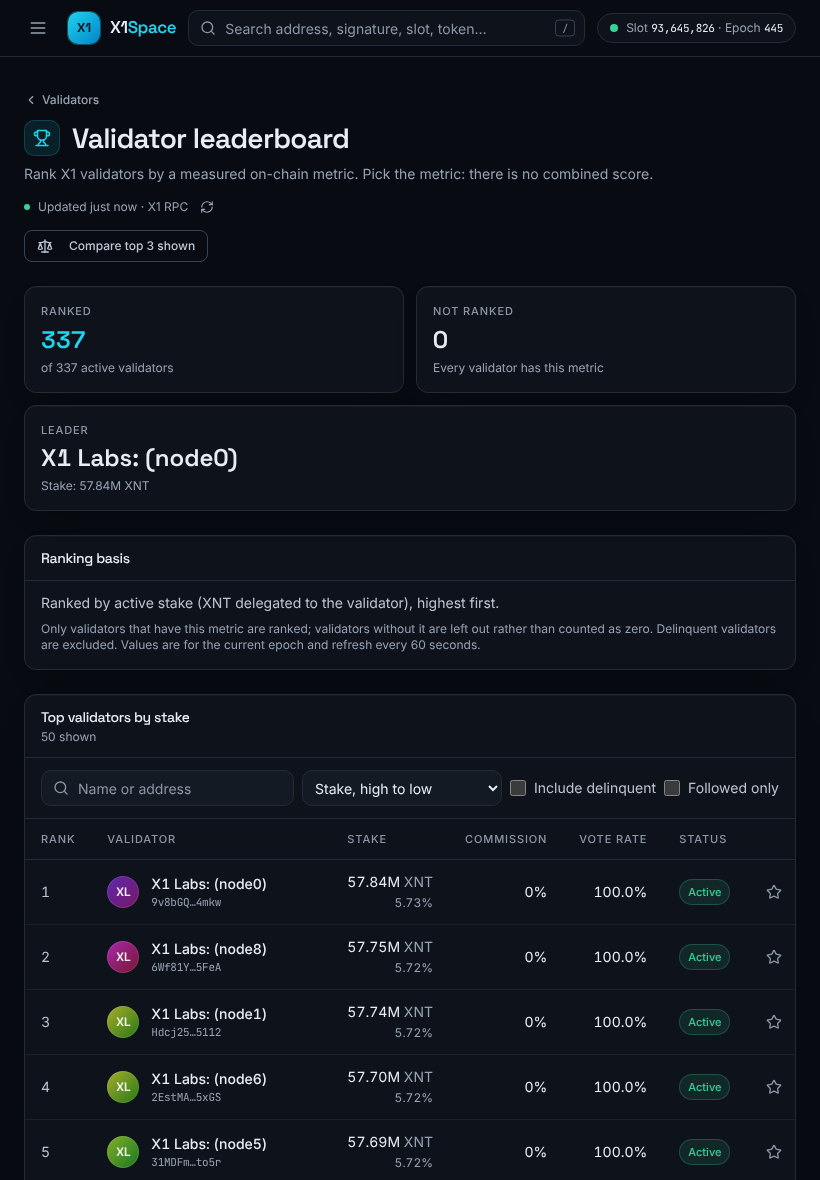 X1 X1Space Search address, signature, slot, token... / Slot 93,645,826 · Epoch 445
Validators
Validator leaderboard
Rank X1 validators by a measured on-chain metric. Pick the metric: there is no combined score.
Updated just now · X1 RPC
Compare top 3 shown
RANKED
337
of 337 active validators
NOT RANKED
0
Every validator has this metric
LEADER
X1 Labs: (node0)
Stake: 57.84M XNT
Ranking basis
Ranked by active stake (XNT delegated to the validator), highest first.
Only validators that have this metric are ranked; validators without it are left out rather than counted as zero. Delinquent validators
are excluded. Values are for the current epoch and refresh every 60 seconds.
Top validators by stake
50 shown
Name or address Stake, high to low Include delinquent Followed only
RANK VALIDATOR STAKE COMMISSION VOTE RATE STATUS
1 XL X1 Labs: (node0) 57.84M XNT 0% 100.0% Active
9v8bGQ…4mkw 5.73%
2 XL X1 Labs: (node8) 57.75M XNT 0% 100.0% Active
6Wf81Y…5FeA 5.72%
3 XL X1 Labs: (node1) 57.74M XNT 0% 100.0% Active
Hdcj25…5112 5.72%
4 XL X1 Labs: (node6) 57.70M XNT 0% 100.0% Active
2EstMA…5xGS 5.72%
5 XL X1 Labs: (node5) 57.69M XNT 0% 100.0% Active
31MDFm…to5r 5.72%